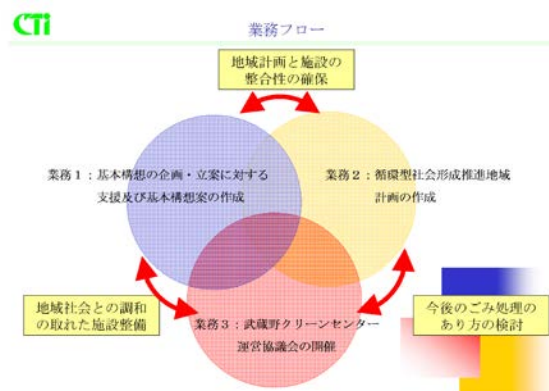 CTi
業務フロー
地域計画と施設の
整合性の確保
業務1：基本構想の企画・立案に対する
支援及び基本構想案の作成
業務2：循環型社会形成推進地域
計画の作成
地域社会との調和
の取れた施設整備
業務3：武蔵野クリーンセンター
運営協議会の開催
今後のごみ処理の
あり方の検討